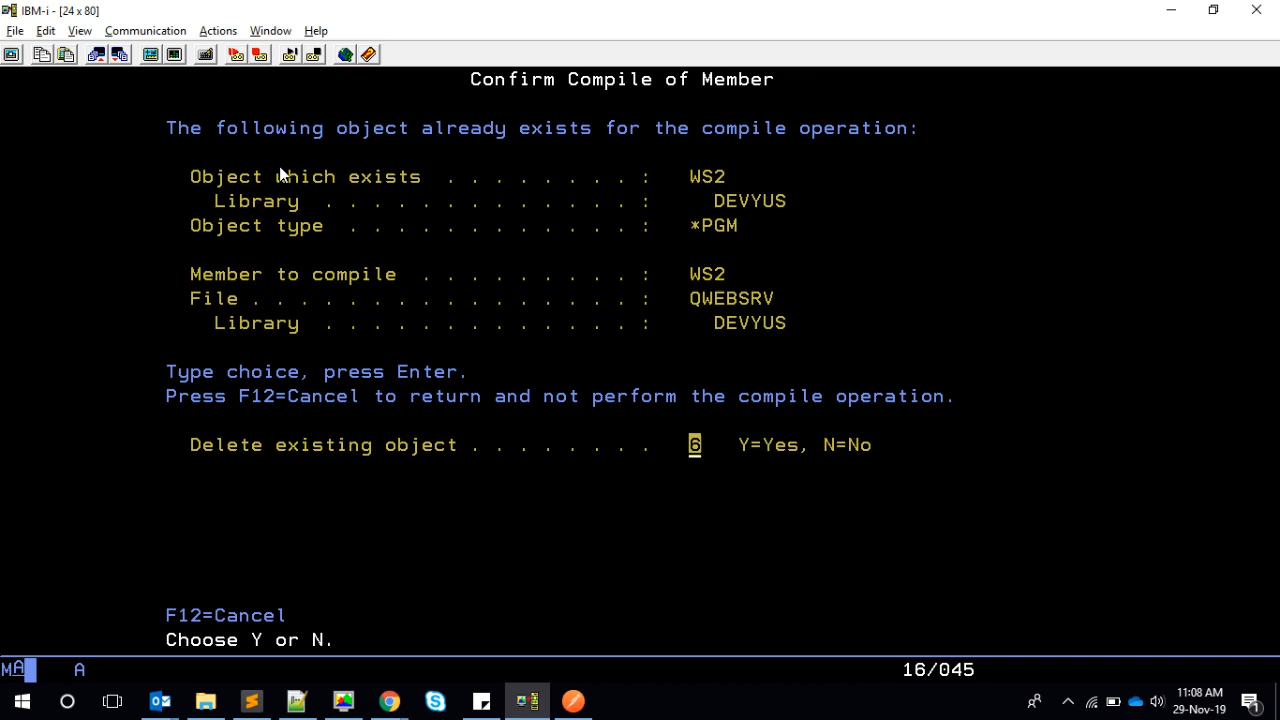 IBM-i - [24 x 80]
File Edit View Communication Actions Window Help
Confirm Compile of Member
The following object already exists for the compile operation:
Object which exists . . . . . . . . : WS2
Library . . . . . . . . . . . . . . : DEVYUS
Object type . . . . . . . . . . . . : *PGM
Member to compile . . . . . . . . . : WS2
File . . . . . . . . . . . . . . . . : QWEBSRV
Library . . . . . . . . . . . . . . : DEVYUS
Type choice, press Enter.
Press F12=Cancel to return and not perform the compile operation.
Delete existing object . . . . . . . . 6 Y=Yes, N=No
F12=Cancel
Choose Y or N.
MA A 16/045
11:08 AM
29-Nov-19
1